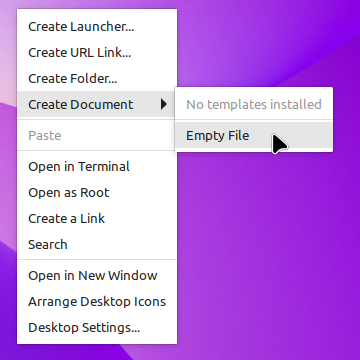 Create Launcher...
Create URL Link...
Create Folder...
Create Document
No templates installed
Empty File
Paste
Open in Terminal
Open as Root
Create a Link
Search
Open in New Window
Arrange Desktop Icons
Desktop Settings...